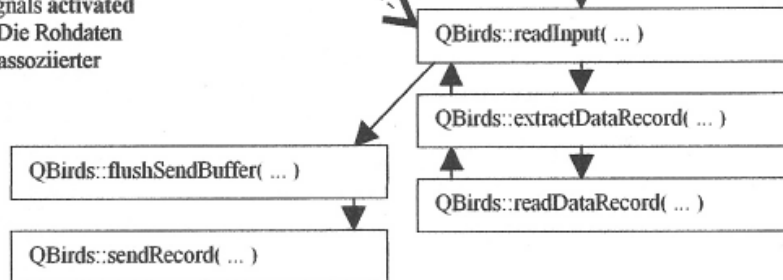 gnals activated
Die Rohdaten
assoziierter
QBirds::readInput( ... )
QBirds::extractDataRecord( ... )
QBirds::flushSendBuffer( ... )
QBirds::readDataRecord( ... )
QBirds::sendRecord( ... )